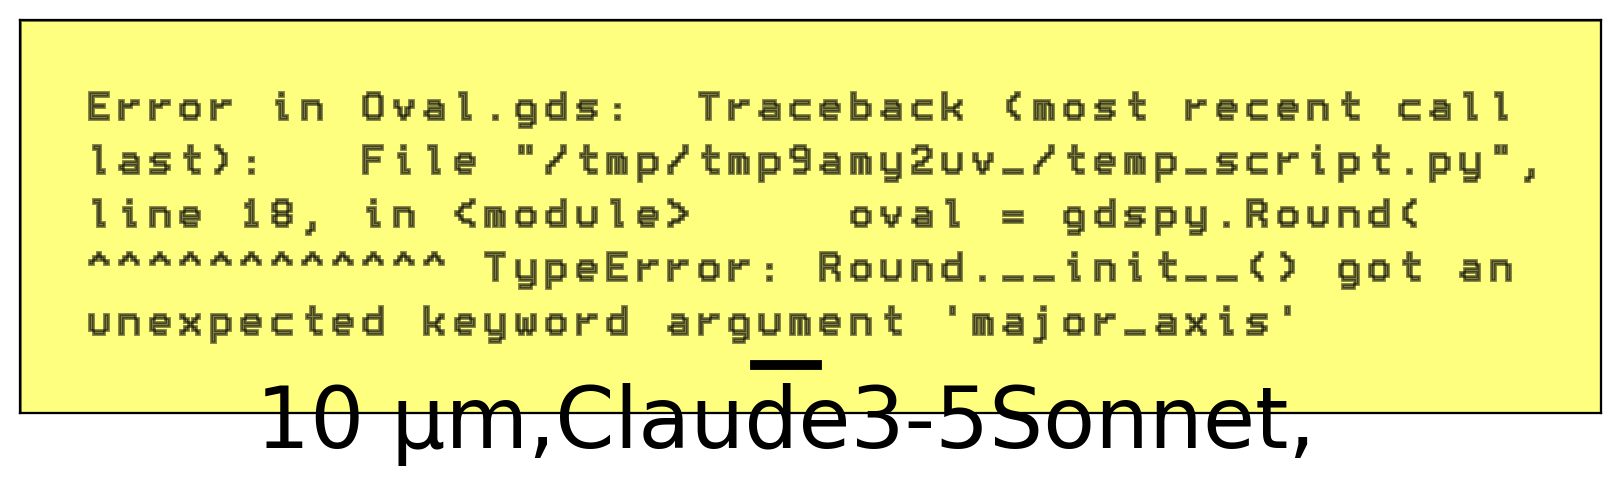 Error in Oval.gds:  Traceback (most recent call
last):   File "/tmp/tmp9amy2uv_/temp_script.py",
line 18, in <module>     oval = gdspy.Round(
^^^^^^^^^^^^ TypeError: Round.__init__() got an
unexpected keyword argument 'major_axis'
10 μm,Claude3-5Sonnet,